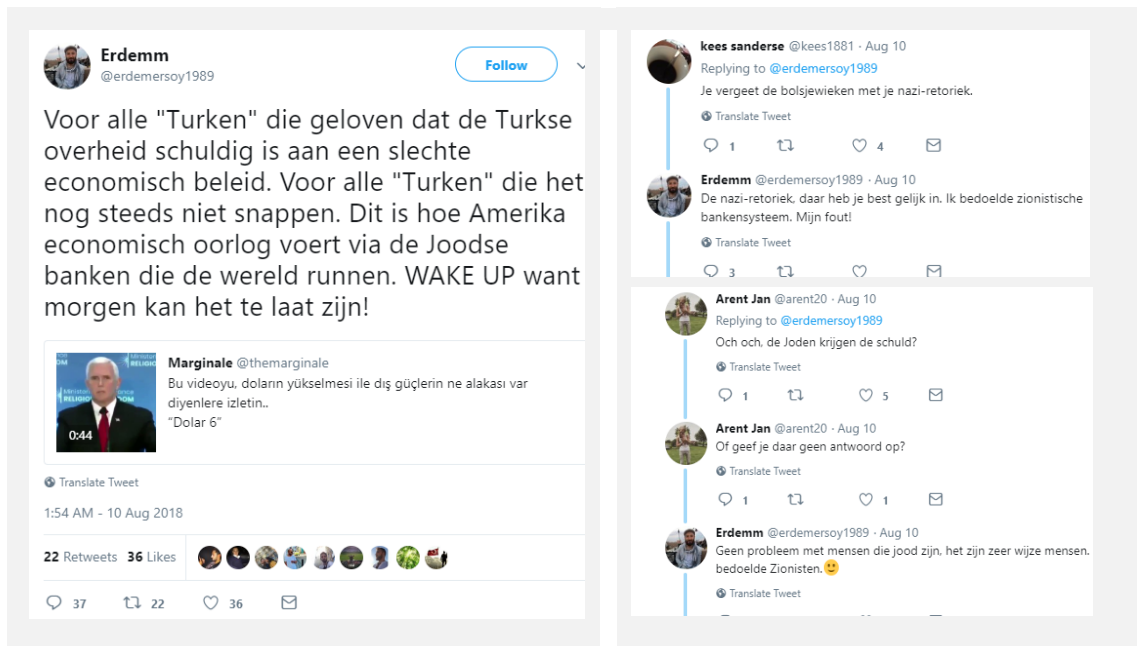 Erdemm
@erdemersoy1989
Follow
Voor alle "Turken" die geloven dat de Turkse
overheid schuldig is aan een slechte
economisch beleid. Voor alle "Turken" die het
nog steeds niet snappen. Dit is hoe Amerika
economisch oorlog voert via de Joodse
banken die de wereld runnen. WAKE UP want
morgen kan het te laat zijn!
Marginale @themarginale
Bu videoyu, doların yükselmesi ile dış güçlerin ne alakası var
diyenlere izletin..
“Dolar 6”
0:44
Translate Tweet
1:54 AM - 10 Aug 2018
22 Retweets 36 Likes
37 22 36
kees sanderse @kees1881 · Aug 10
Replying to @erdemersoy1989
Je vergeet de bolsjewieken met je nazi-retoriek.
Translate Tweet
1 4
Erdemm @erdemersoy1989 · Aug 10
De nazi-retoriek, daar heb je best gelijk in. Ik bedoelde zionistische
bankensysteem. Mijn fout!
Translate Tweet
3
Arent Jan @arent20 · Aug 10
Replying to @erdemersoy1989
Och och, de Joden krijgen de schuld?
Translate Tweet
1 5
Arent Jan @arent20 · Aug 10
Of geef je daar geen antwoord op?
Translate Tweet
1 1
Erdemm @erdemersoy1989 · Aug 10
Geen probleem met mensen die jood zijn, het zijn zeer wijze mensen.
bedoelde Zionisten.🙂
Translate Tweet